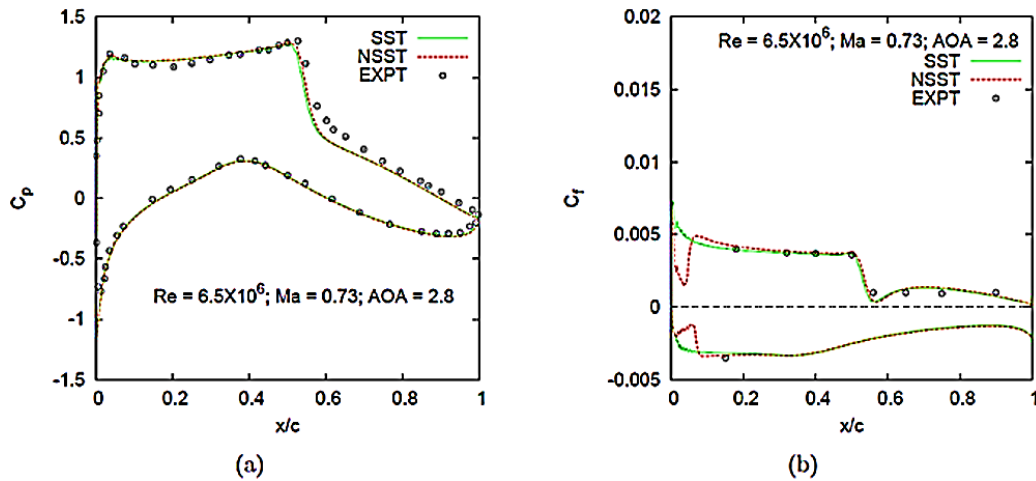 1.5
1
0.5
0
-0.5
-1
-1.5
C_p
SST
NSST
EXPT
Re = 6.5X10^6; Ma = 0.73; AOA = 2.8
0 0.2 0.4 0.6 0.8 1
x/c
(a)
0.02
0.015
0.01
0.005
0
-0.005
C_f
Re = 6.5X10^6; Ma = 0.73; AOA = 2.8
SST
NSST
EXPT
0 0.2 0.4 0.6 0.8 1
x/c
(b)